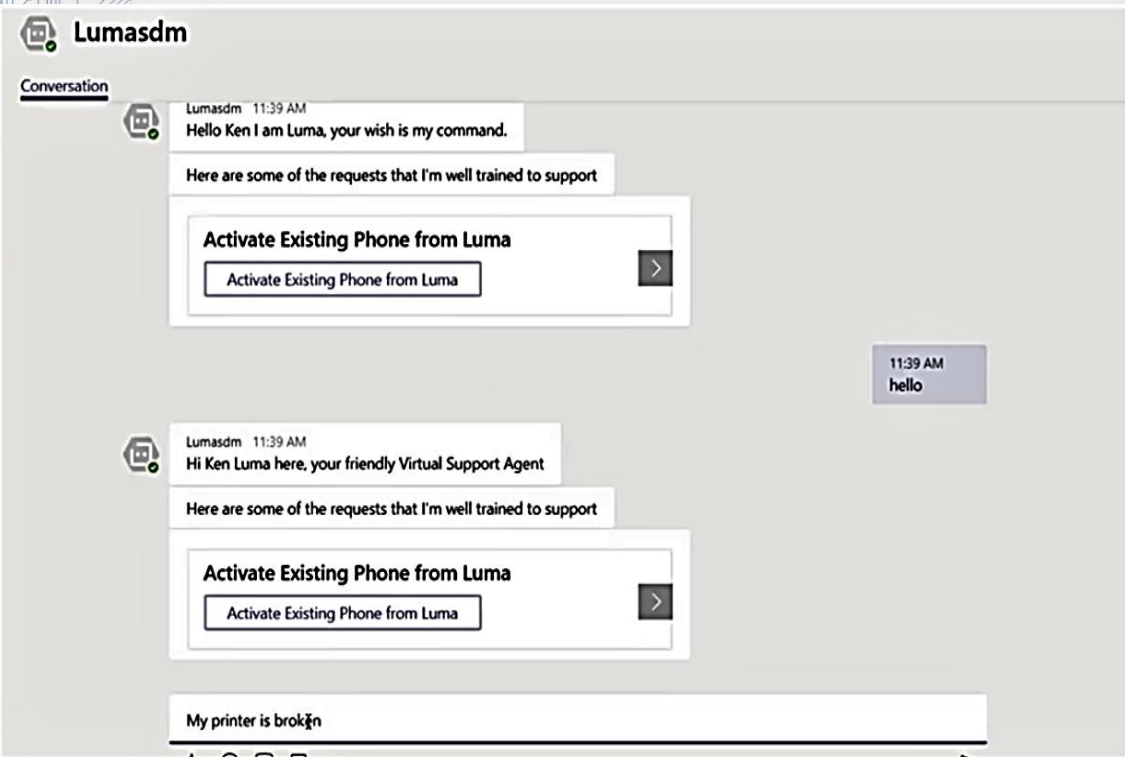 Lumasdm
Conversation
Lumasdm 11:39 AM
Hello Ken I am Luma, your wish is my command.
Here are some of the requests that I'm well trained to support
Activate Existing Phone from Luma
Activate Existing Phone from Luma
11:39 AM
hello
Lumasdm 11:39 AM
Hi Ken Luma here, your friendly Virtual Support Agent
Here are some of the requests that I'm well trained to support
Activate Existing Phone from Luma
Activate Existing Phone from Luma
My printer is broken